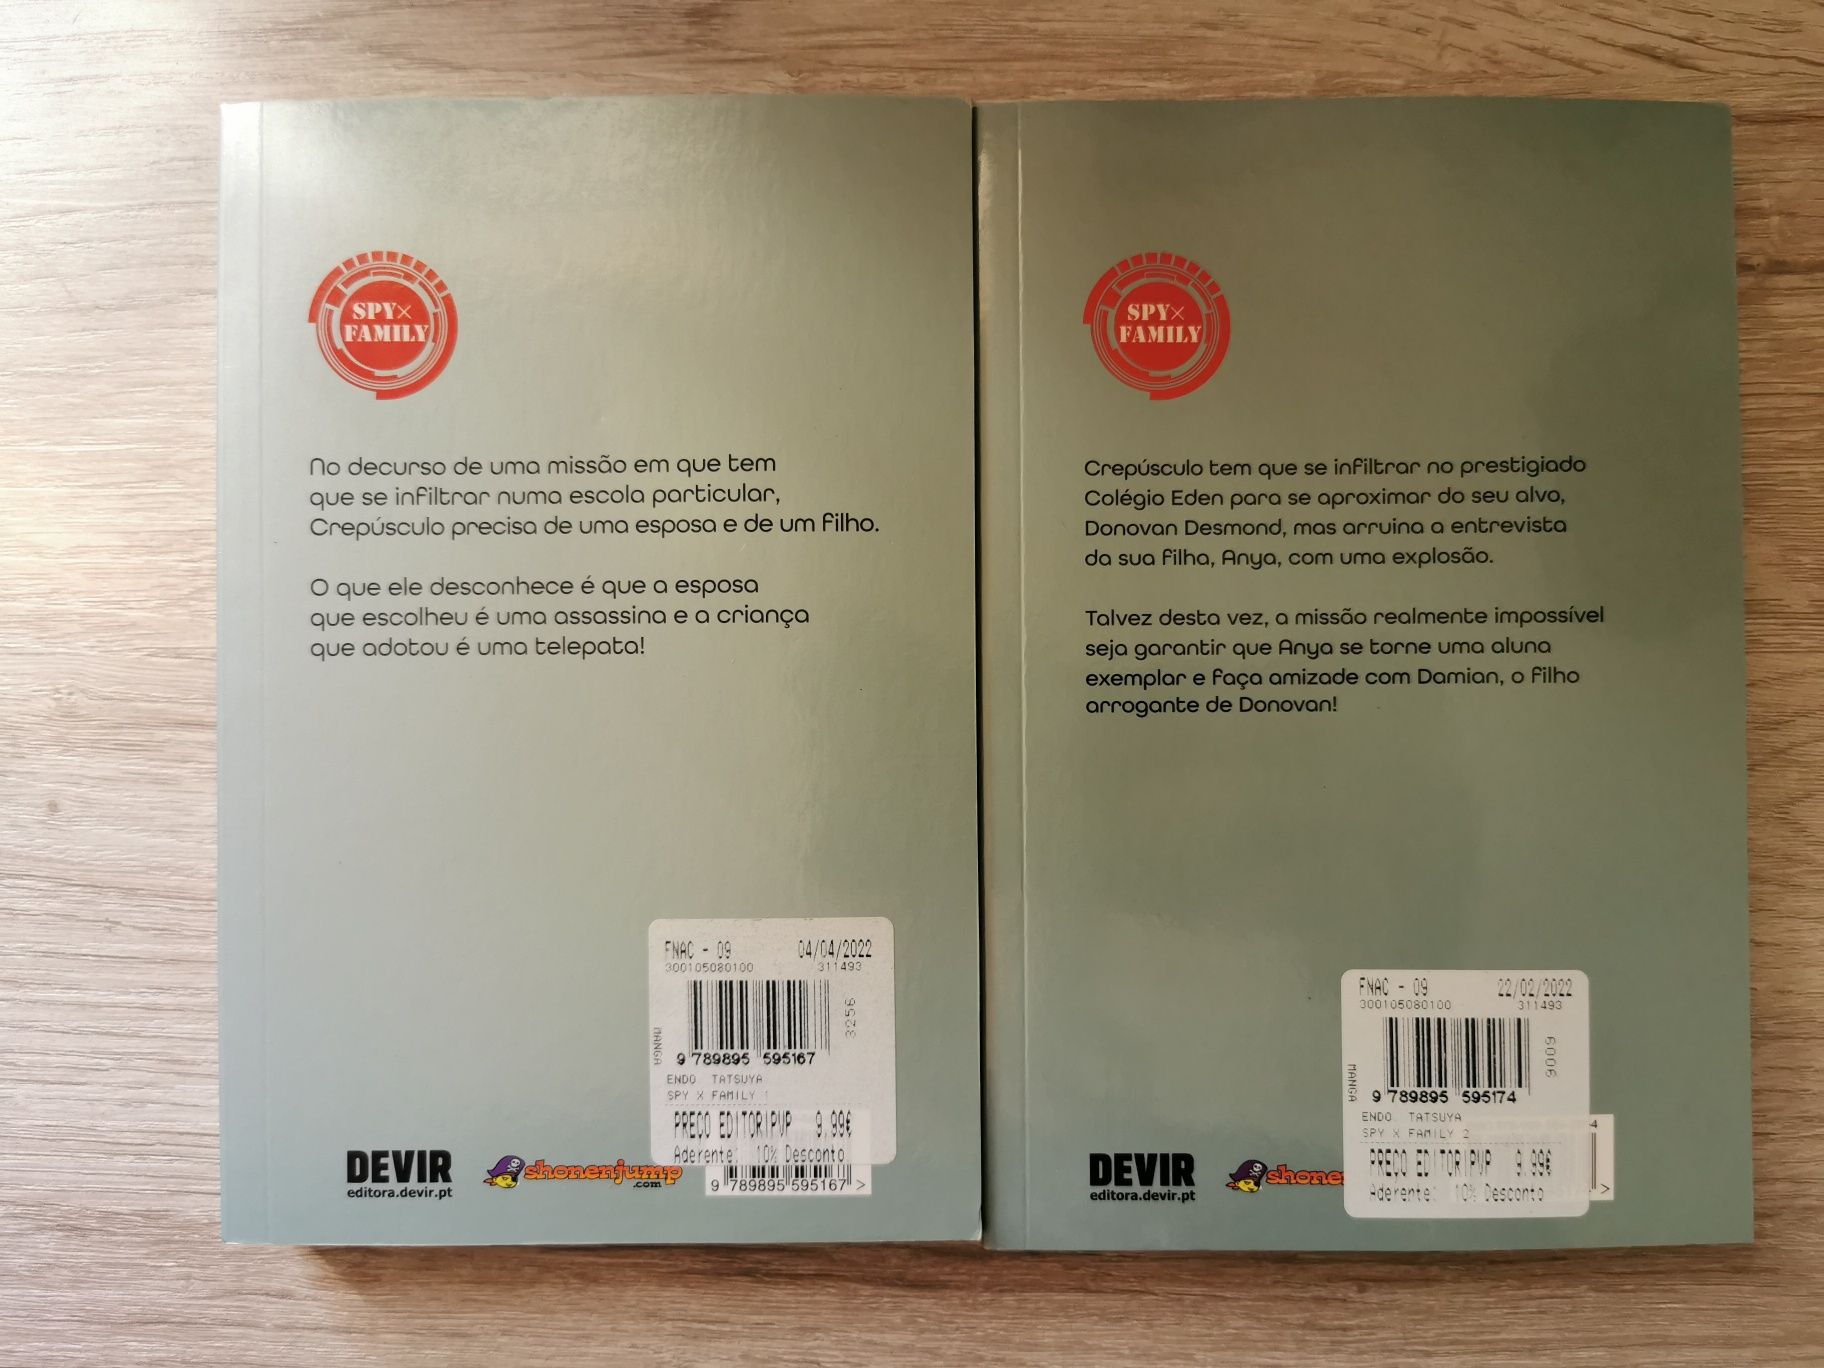 SPY×
FAMILY
No decurso de uma missão em que tem
que se infiltrar numa escola particular,
Crepúsculo precisa de uma esposa e de um filho.
O que ele desconhece é que a esposa
que escolheu é uma assassina e a criança
que adotou é uma telepata!
FNAC - 09 04/04/2022
300105080100 311493
3256
MANGA
9 789895 595167
ENDO TATSUYA
SPY X FAMILY 1
PRECO EDITOR|PVP 9,99€
Aderente: 10% Desconto
DEVIR
editora.devir.pt
shonenjump
.com
9 789895 595167 >
SPY×
FAMILY
Crepúsculo tem que se infiltrar no prestigiado
Colégio Eden para se aproximar do seu alvo,
Donovan Desmond, mas arruina a entrevista
da sua filha, Anya, com uma explosão.
Talvez desta vez, a missão realmente impossível
seja garantir que Anya se torne uma aluna
exemplar e faça amizade com Damian, o filho
arrogante de Donovan!
FNAC - 09 22/02/2022
300105080100 311493
MANGA
9 789895 595174
ENDO TATSUYA
SPY X FAMILY 2
PRECO EDITOR|PVP 9,99€
Aderente: 10% Desconto
DEVIR
editora.devir.pt
shone
>